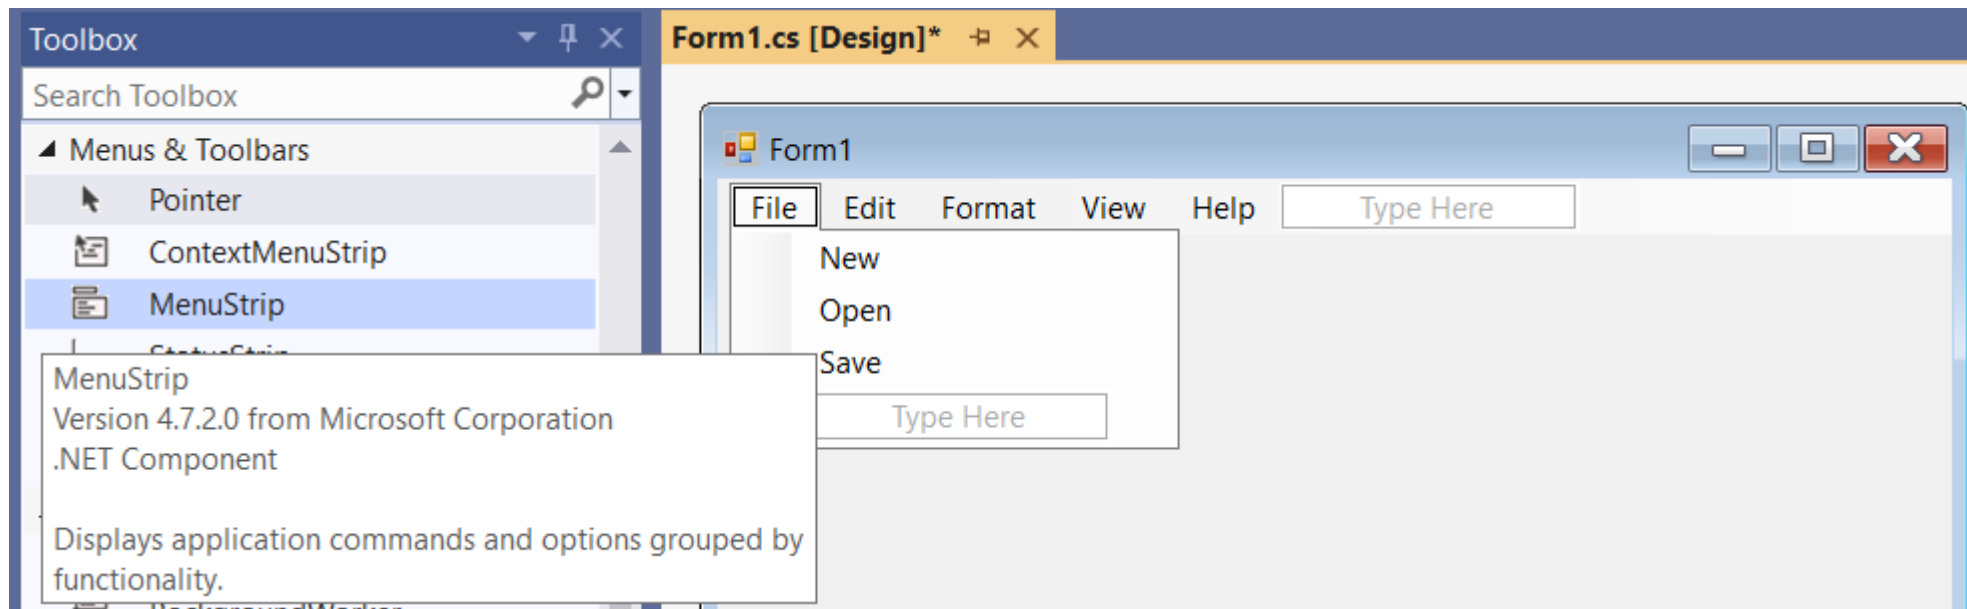 Toolbox
Search Toolbox
Menus & Toolbars
Pointer
ContextMenuStrip
MenuStrip
MenuStrip
Version 4.7.2.0 from Microsoft Corporation
.NET Component
Displays application commands and options grouped by
functionality.
Form1.cs [Design]*
Form1
File Edit Format View Help Type Here
New
Open
Save
Type Here